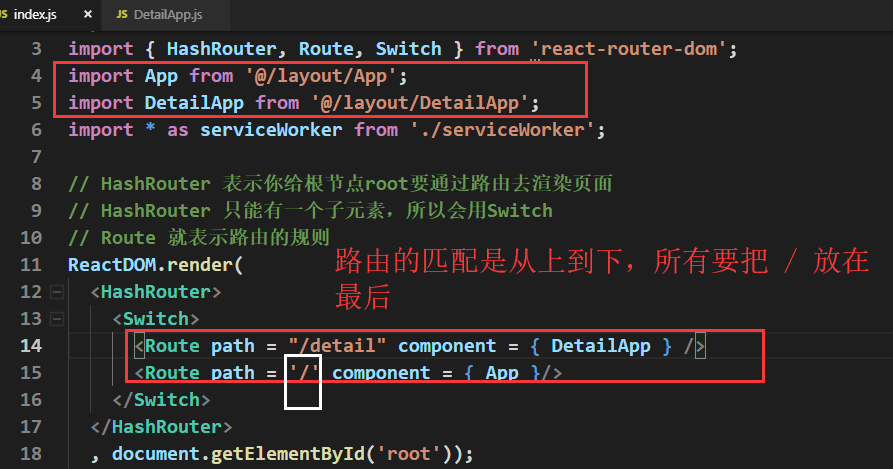 JS index.js × JS DetailApp.js
3 import { HashRouter, Route, Switch } from 'react-router-dom';
4 import App from '@/layout/App';
5 import DetailApp from '@/layout/DetailApp';
6 import * as serviceWorker from './serviceWorker';
7
8 // HashRouter 表示你给根节点root要通过路由去渲染页面
9 // HashRouter 只能有一个子元素，所以会用Switch
10 // Route 就表示路由的规则
路由的匹配是从上到下，所有要把 / 放在
最后
11 ReactDOM.render(
12 <HashRouter>
13 <Switch>
14 <Route path = "/detail" component = { DetailApp } />
15 <Route path = '/' component = { App }/>
16 </Switch>
17 </HashRouter>
18 , document.getElementById('root'));